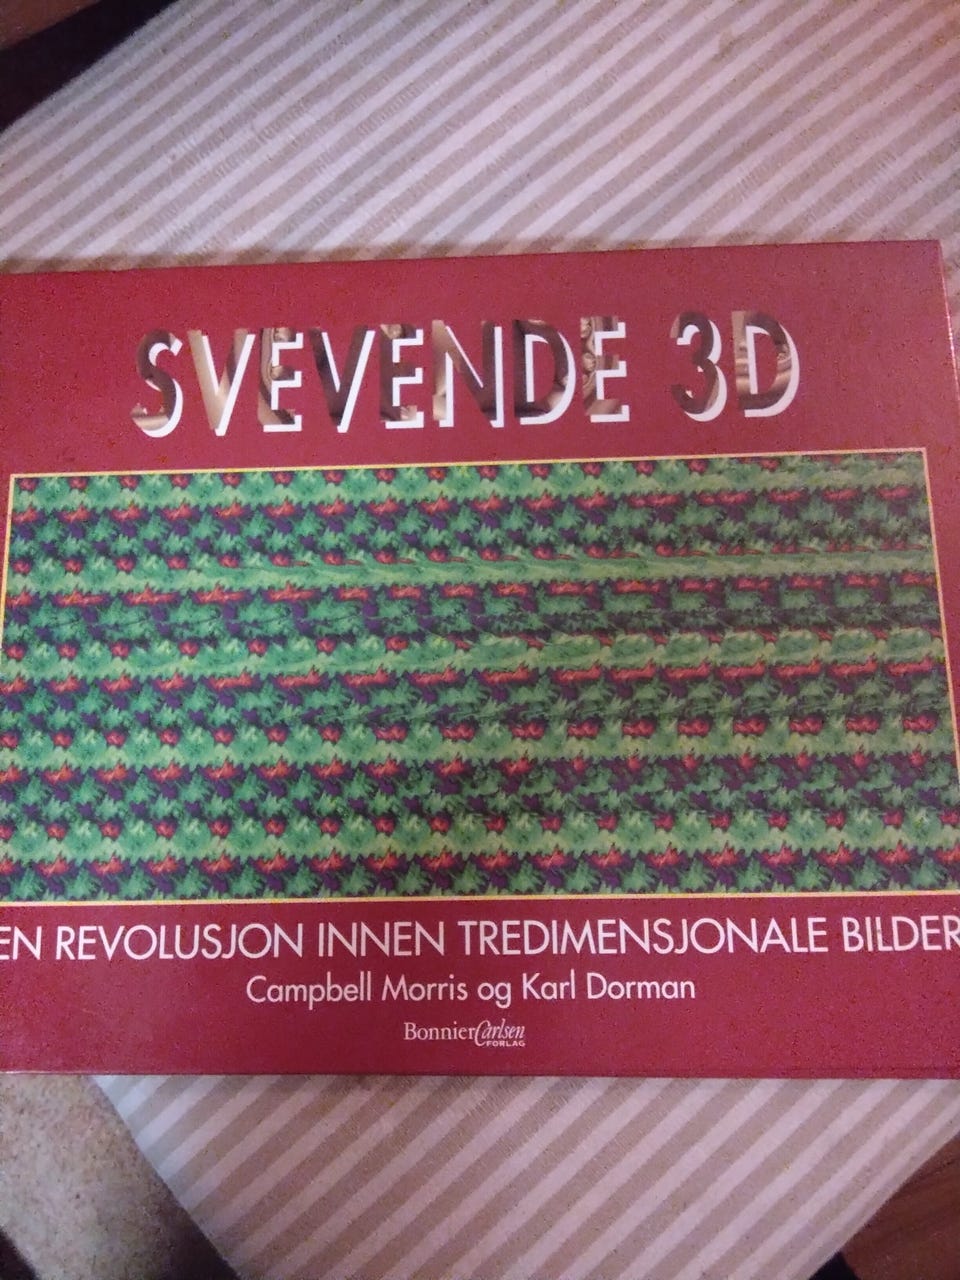 SVEVENDE 3D
EN REVOLUSJON INNEN TREDIMENSJONALE BILDER
Campbell Morris og Karl Dorman
BonnierCarlsen
FORLAG